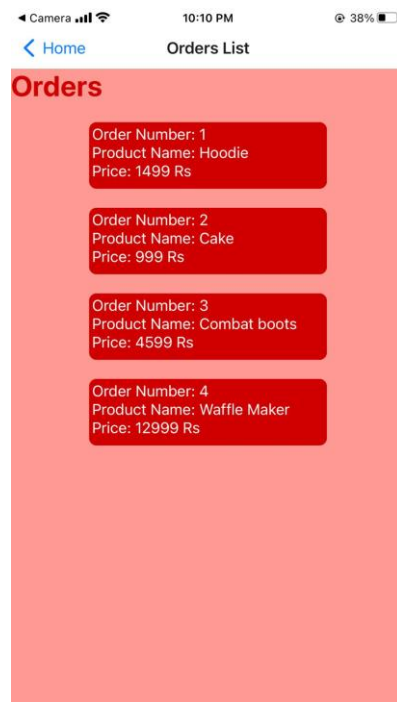 Camera
10:10 PM
38%
Home
Orders List
Orders
Order Number: 1
Product Name: Hoodie
Price: 1499 Rs
Order Number: 2
Product Name: Cake
Price: 999 Rs
Order Number: 3
Product Name: Combat boots
Price: 4599 Rs
Order Number: 4
Product Name: Waffle Maker
Price: 12999 Rs